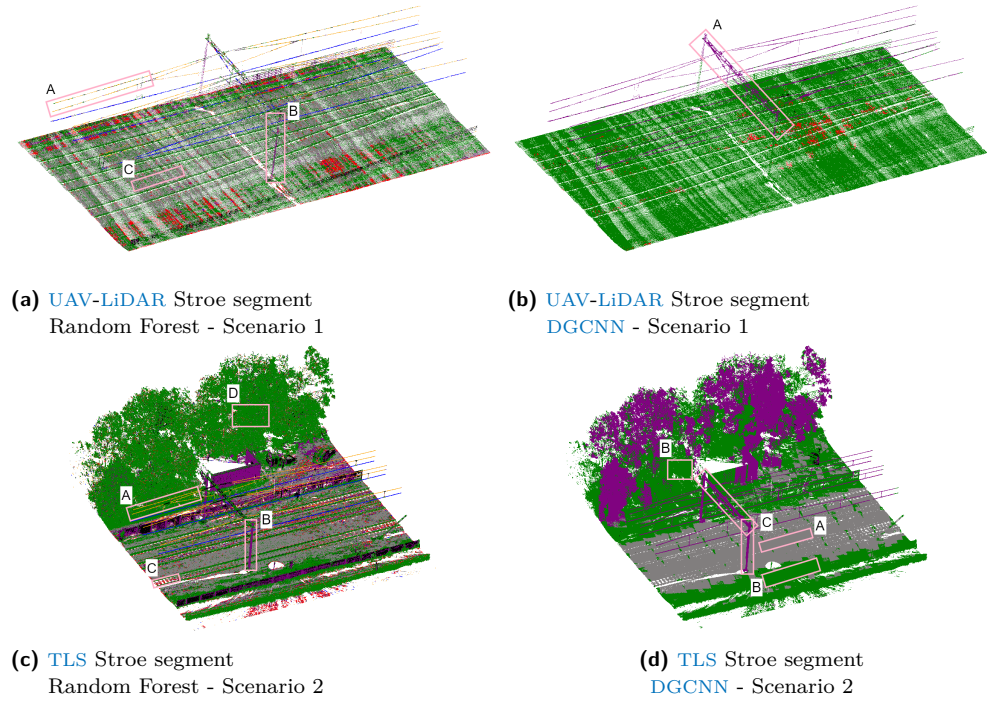 A
B
C
A
(a) UAV-LiDAR Stroe segment
Random Forest - Scenario 1
(b) UAV-LiDAR Stroe segment
DGCNN - Scenario 1
D
A
B
C
B
C
A
B
(c) TLS Stroe segment
Random Forest - Scenario 2
(d) TLS Stroe segment
DGCNN - Scenario 2